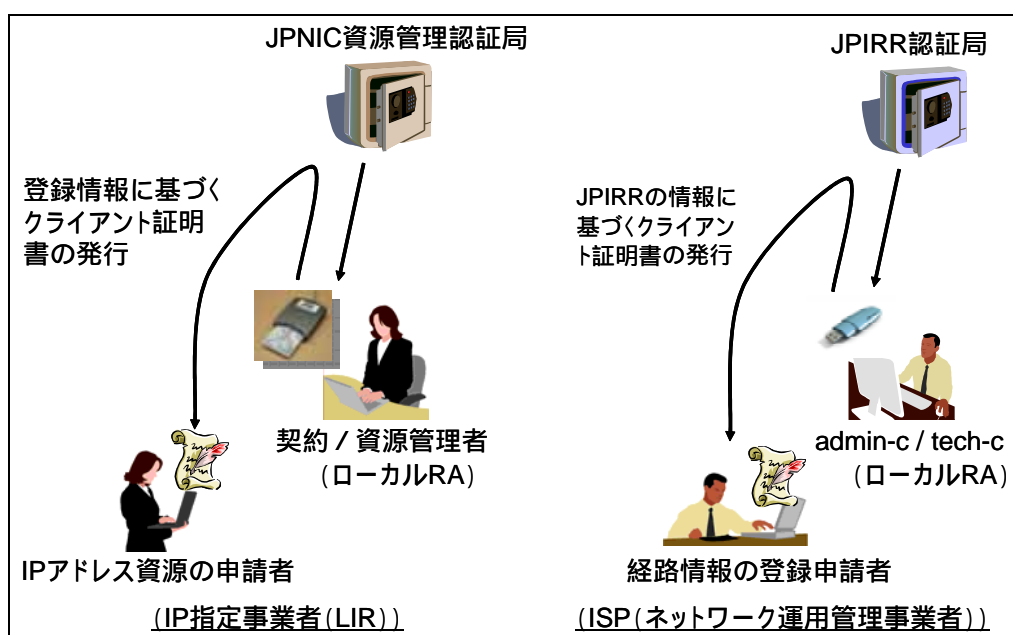 JPNIC資源管理認証局
登録情報に基づく
クライアント証明
書の発行
契約 / 資源管理者
(ローカルRA)
IPアドレス資源の申請者
(IP指定事業者(LIR))
JPIRR認証局
JPIRRの情報に
基づくクライアン
ト証明書の発行
admin-c / tech-c
(ローカルRA)
経路情報の登録申請者
(ISP(ネットワーク運用管理事業者))